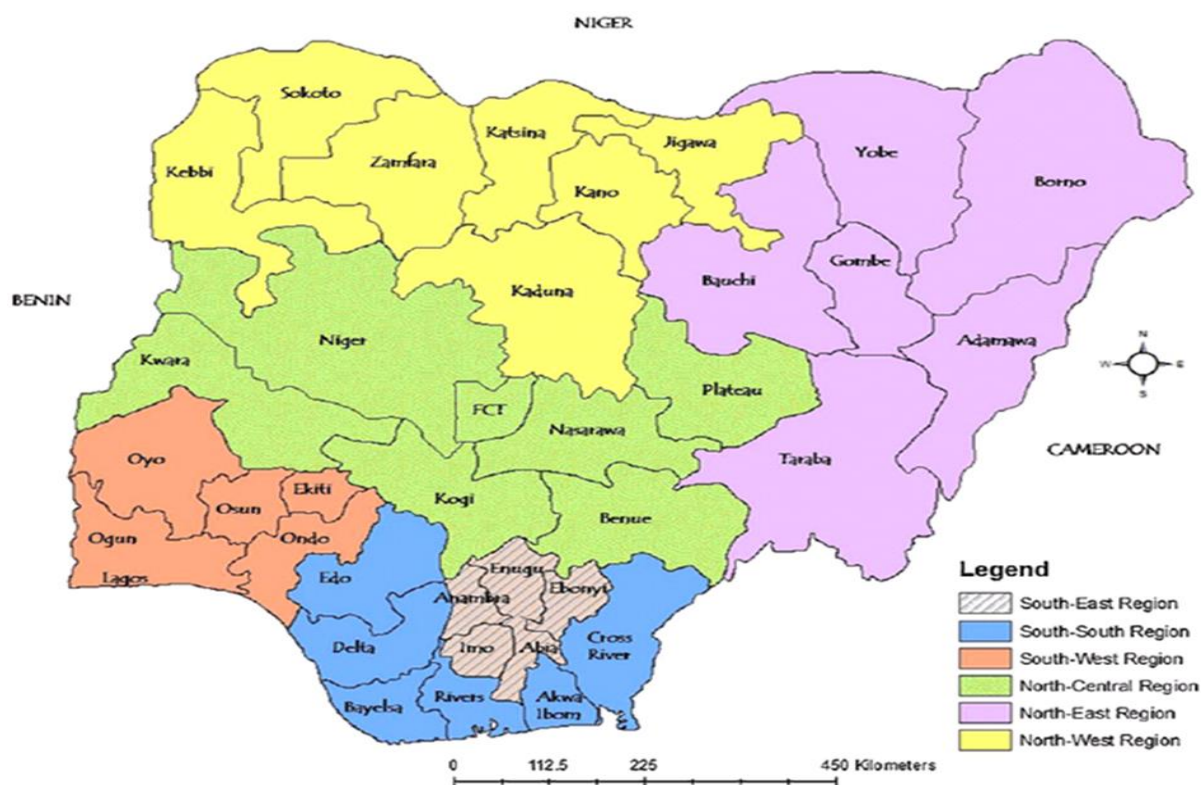 NIGER
Sokoto
Katsina
Jigawa
Zamfara
Kebbi
Kano
Yobe
Borno
Gombe
Bauchi
Kaduna
BENIN
Niger
Adamawa
Kwara
N
W
E
S
Plateau
FCT
Nasarawa
CAMEROON
Oyo
Taraba
Ekiti
Kogi
Osun
Benue
Ogun
Ondo
Lagos
Edo
Enugu
Ebonyi
Anambra
Delta
Imo
Abia
Cross
River
Bayelsa
Rivers
Akwa
Ibom
Legend
South-East Region
South-South Region
South-West Region
North-Central Region
North-East Region
North-West Region
0 112.5 225 450 Kilometers